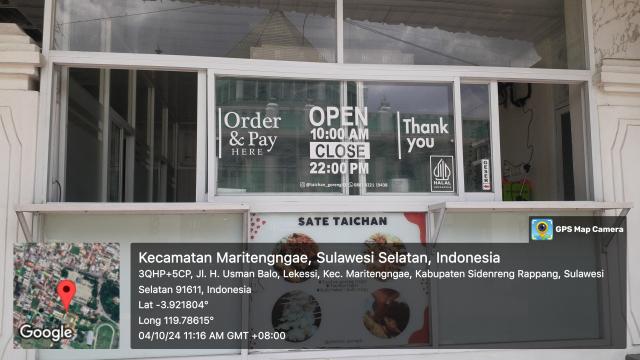 Order
& Pay
HERE
OPEN
10:00 AM
CLOSE
22:00 PM
Thank
you
HALAL
INDONESIA
SATE TAICHAN
GPS Map Camera
Kecamatan Maritengngae, Sulawesi Selatan, Indonesia
3QHP+5CP, Jl. H. Usman Balo, Lekessi, Kec. Maritengngae, Kabupaten Sidenreng Rappang, Sulawesi
Selatan 91611, Indonesia
Lat -3.921804°
Long 119.78615°
04/10/24 11:16 AM GMT +08:00
Google